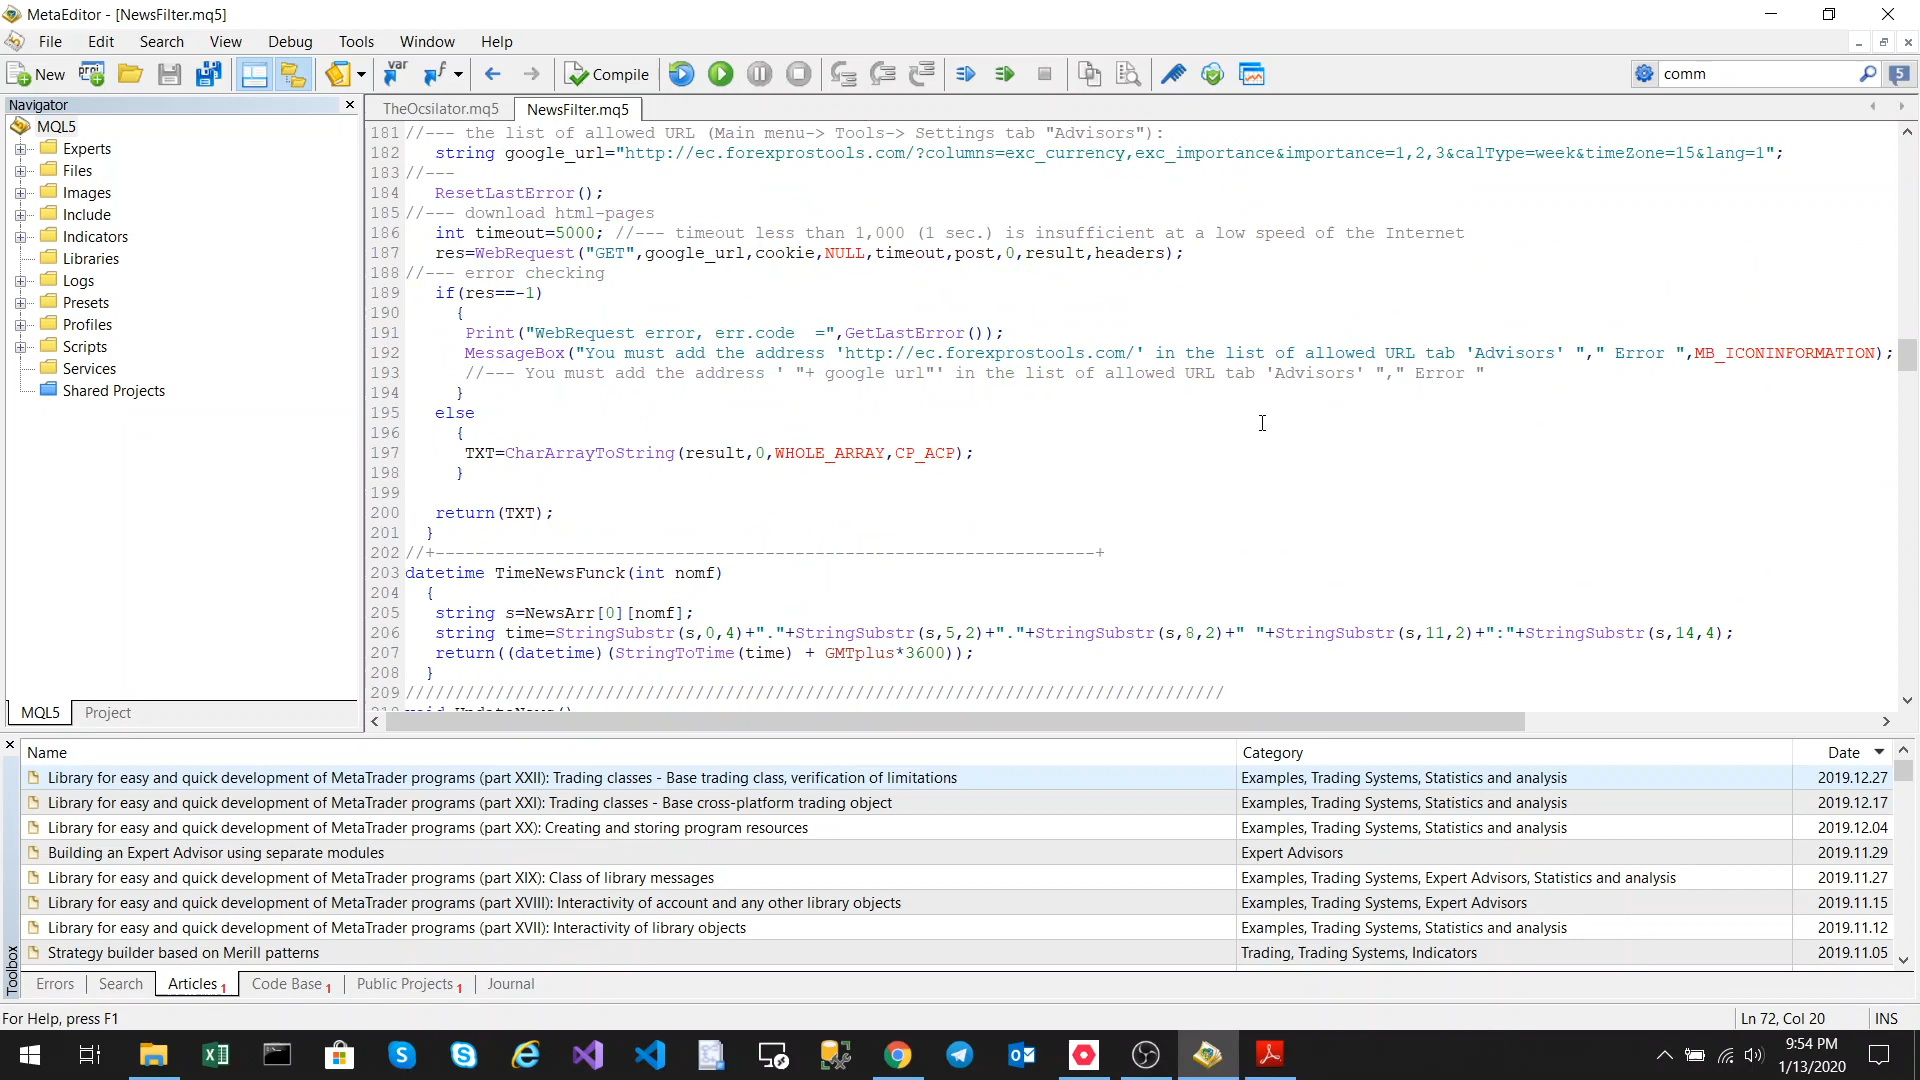 MetaEditor - [NewsFilter.mq5]
File Edit Search View Debug Tools Window Help
New Compile comm 5
Navigator
MQL5
Experts
Files
Images
Include
Indicators
Libraries
Logs
Presets
Profiles
Scripts
Services
Shared Projects
MQL5 Project
TheOcsilator.mq5 NewsFilter.mq5
181 //--- the list of allowed URL (Main menu-> Tools-> Settings tab "Advisors"):
182 string google_url="http://ec.forexprostools.com/?columns=exc_currency,exc_importance&importance=1,2,3&calType=week&timeZone=15&lang=1";
183 //---
184 ResetLastError();
185 //--- download html-pages
186 int timeout=5000; //--- timeout less than 1,000 (1 sec.) is insufficient at a low speed of the Internet
187 res=WebRequest("GET",google_url,cookie,NULL,timeout,post,0,result,headers);
188 //--- error checking
189 if(res==-1)
190 {
191 Print("WebRequest error, err.code  =",GetLastError());
192 MessageBox("You must add the address 'http://ec.forexprostools.com/' in the list of allowed URL tab 'Advisors' "," Error ",MB_ICONINFORMATION);
193 //--- You must add the address ' "+ google url"' in the list of allowed URL tab 'Advisors' "," Error "
194 }
195 else
196 {
197 TXT=CharArrayToString(result,0,WHOLE_ARRAY,CP_ACP);
198 }
199
200 return(TXT);
201 }
202 //+------------------------------------------------------------------+
203 datetime TimeNewsFunck(int nomf)
204 {
205 string s=NewsArr[0][nomf];
206 string time=StringSubstr(s,0,4)+"."+StringSubstr(s,5,2)+"."+StringSubstr(s,8,2)+" "+StringSubstr(s,11,2)+":"+StringSubstr(s,14,4);
207 return((datetime)(StringToTime(time) + GMTplus*3600));
208 }
209 //////////////////////////////////////////////////////////////////////////////////
Name Category Date
Library for easy and quick development of MetaTrader programs (part XXII): Trading classes - Base trading class, verification of limitations Examples, Trading Systems, Statistics and analysis 2019.12.27
Library for easy and quick development of MetaTrader programs (part XXI): Trading classes - Base cross-platform trading object Examples, Trading Systems, Statistics and analysis 2019.12.17
Library for easy and quick development of MetaTrader programs (part XX): Creating and storing program resources Examples, Trading Systems, Statistics and analysis 2019.12.04
Building an Expert Advisor using separate modules Expert Advisors 2019.11.29
Library for easy and quick development of MetaTrader programs (part XIX): Class of library messages Examples, Trading Systems, Expert Advisors, Statistics and analysis 2019.11.27
Library for easy and quick development of MetaTrader programs (part XVIII): Interactivity of account and any other library objects Examples, Trading Systems, Expert Advisors 2019.11.15
Library for easy and quick development of MetaTrader programs (part XVII): Interactivity of library objects Examples, Trading Systems, Statistics and analysis 2019.11.12
Strategy builder based on Merill patterns Trading, Trading Systems, Indicators 2019.11.05
Toolbox
Errors Search Articles 1 Code Base 1 Public Projects 1 Journal
For Help, press F1 Ln 72, Col 20 INS
9:54 PM
1/13/2020